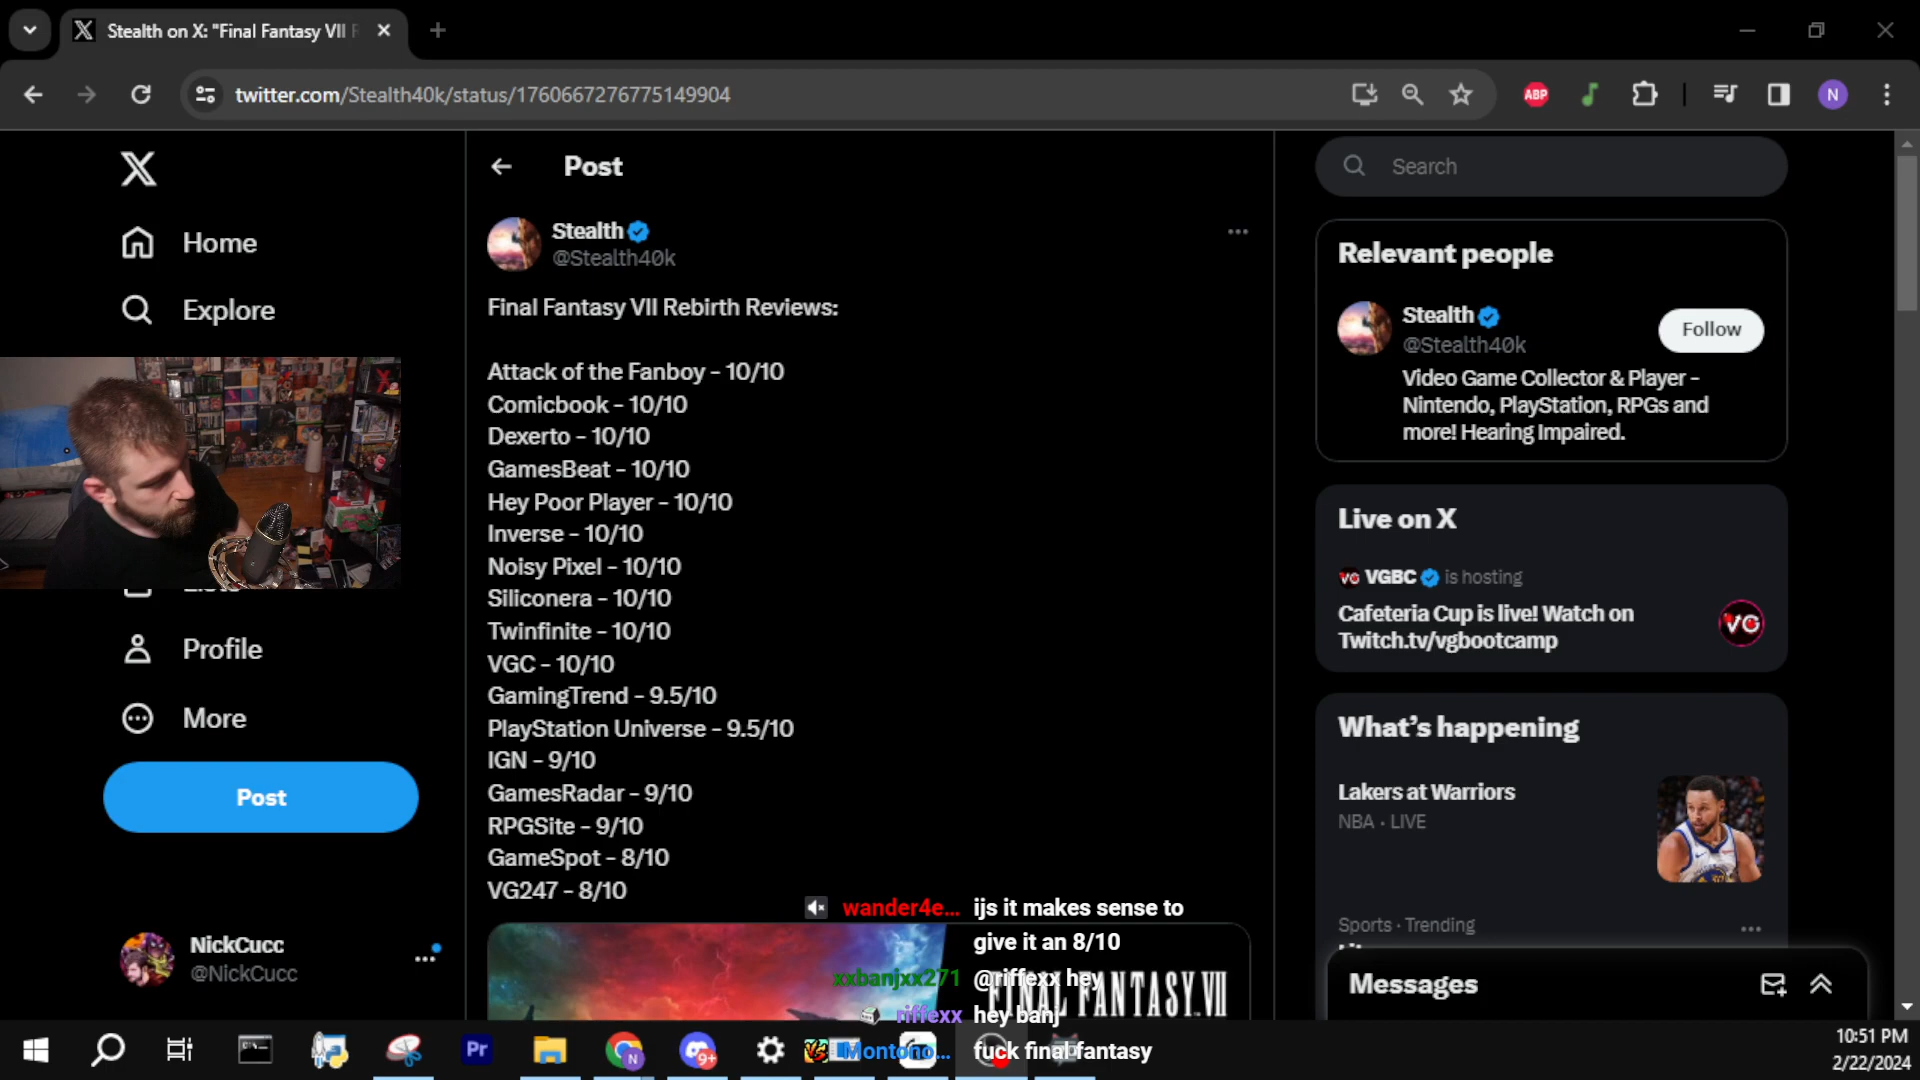 Stealth on X: "Final Fantasy VII R
twitter.com/Stealth40k/status/1760667276775149904
ABP
N
Home
Explore
Profile
More
Post
NickCucc
@NickCucc
Post
Stealth
@Stealth40k
Final Fantasy VII Rebirth Reviews:
Attack of the Fanboy - 10/10
Comicbook - 10/10
Dexerto - 10/10
GamesBeat - 10/10
Hey Poor Player - 10/10
Inverse - 10/10
Noisy Pixel - 10/10
Siliconera - 10/10
Twinfinite - 10/10
VGC - 10/10
GamingTrend - 9.5/10
PlayStation Universe - 9.5/10
IGN - 9/10
GamesRadar - 9/10
RPGSite - 9/10
GameSpot - 8/10
VG247 - 8/10
FINAL FANTASY VII
wander4e... ijs it makes sense to
give it an 8/10
xxbanjxx271 @riffexx hey
riffexx hey banj
Montono... fuck final fantasy
Search
Relevant people
Stealth
@Stealth40k
Follow
Video Game Collector & Player -
Nintendo, PlayStation, RPGs and
more! Hearing Impaired.
Live on X
VGBC is hosting
Cafeteria Cup is live! Watch on
Twitch.tv/vgbootcamp
VG
What's happening
Lakers at Warriors
NBA · LIVE
Sports · Trending
Messages
Pr
N
9+
10:51 PM
2/22/2024